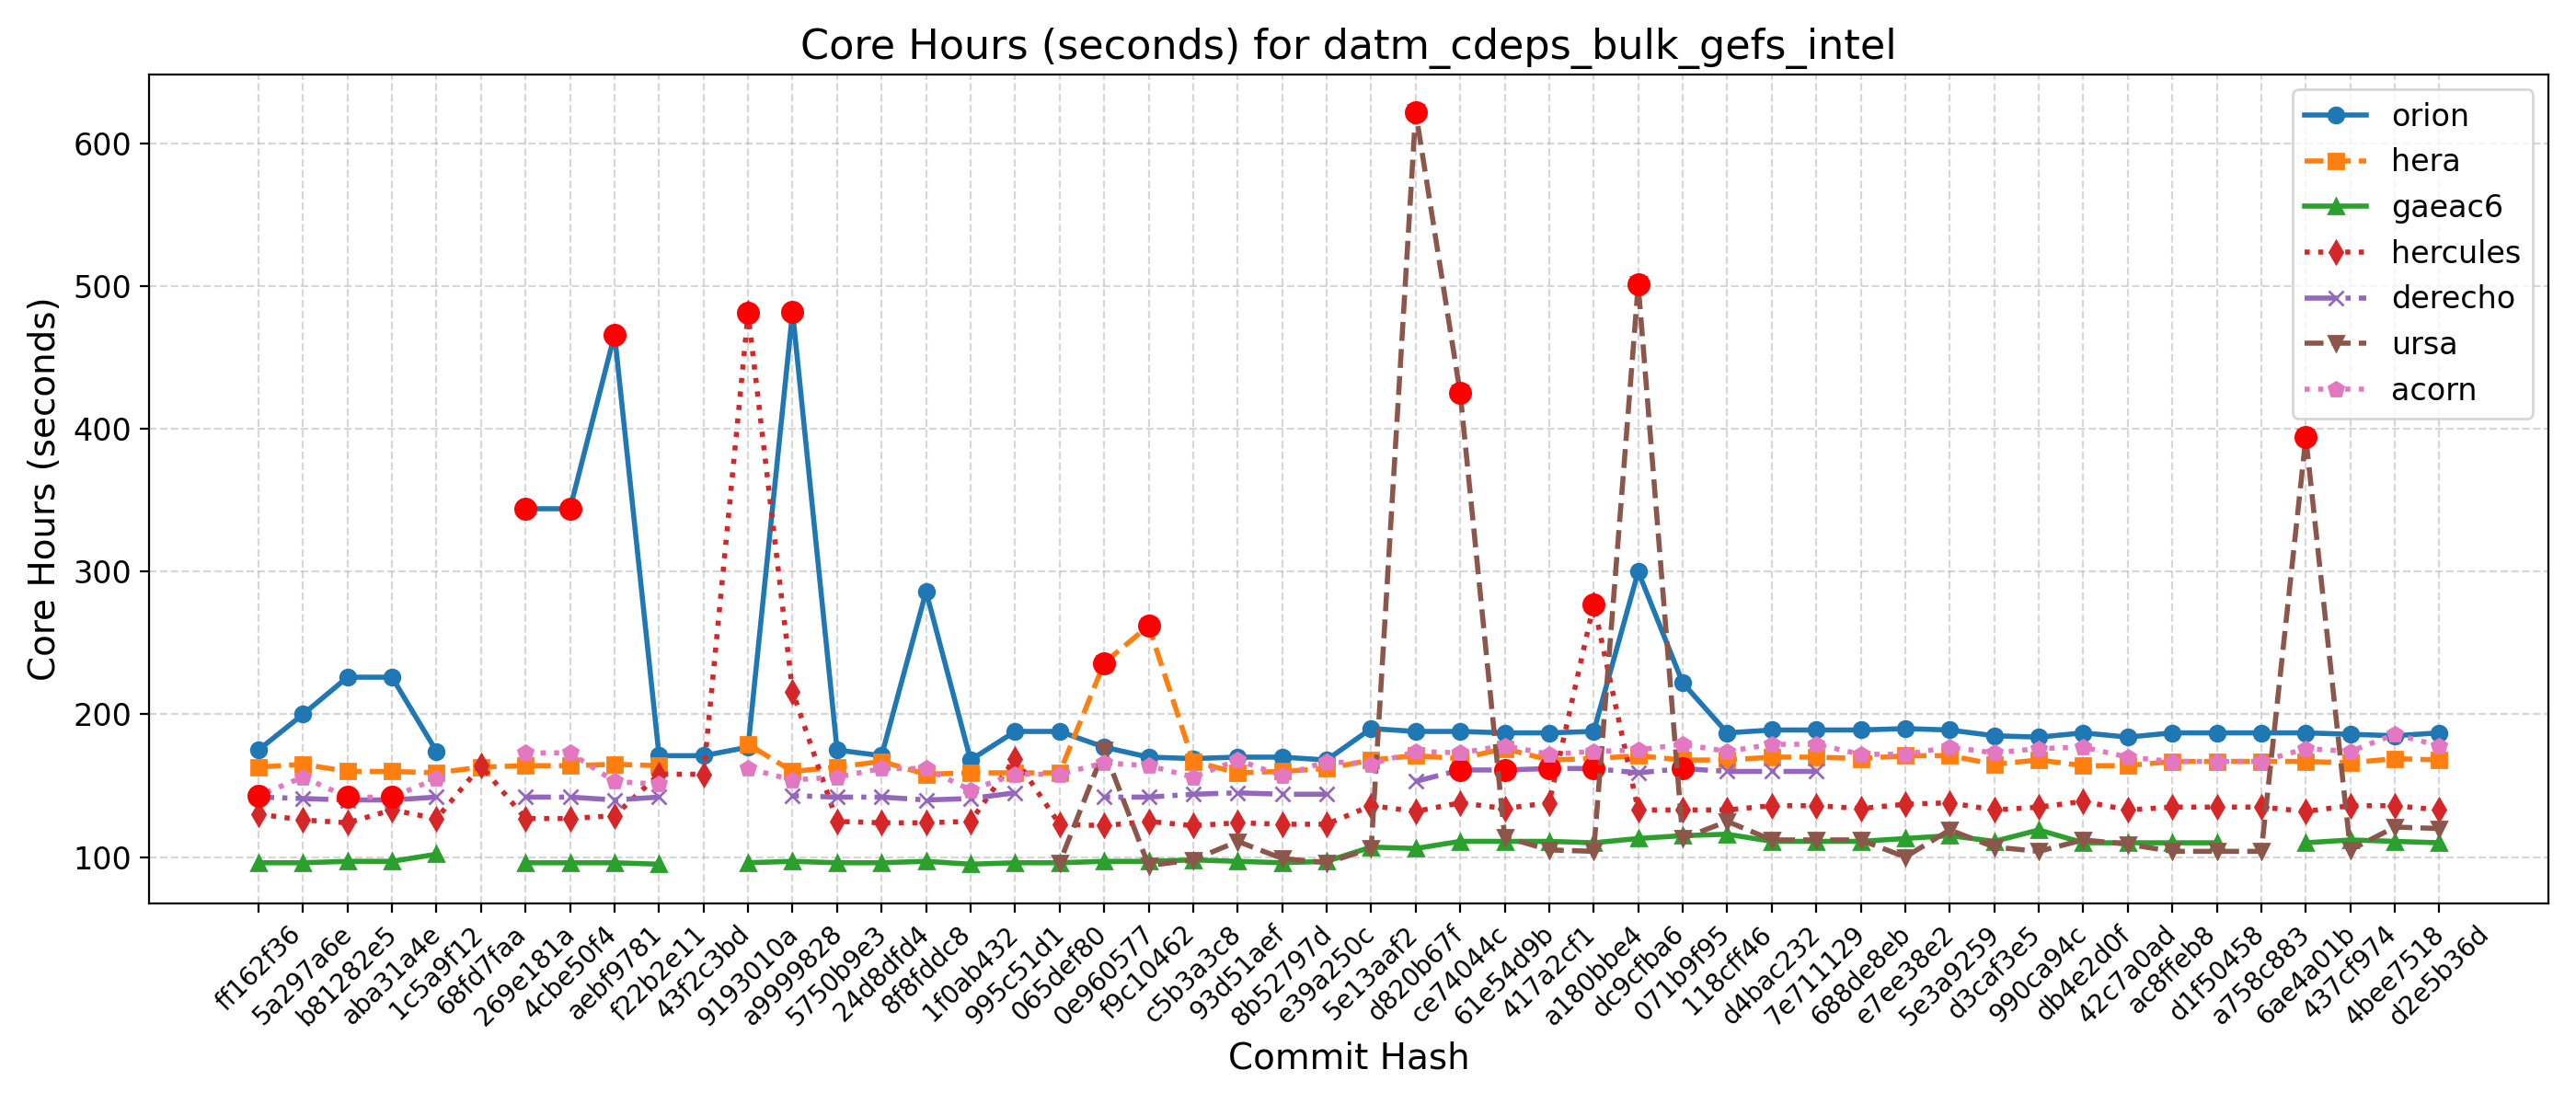 Core Hours (seconds) for datm_cdeps_bulk_gefs_intel
Core Hours (seconds)
600
500
400
300
200
100
orion
hera
gaeac6
hercules
derecho
ursa
acorn
ff162f36
5a297a6e
b81282e5
aba31a4e
1c5a9f12
68fd7faa
269e181a
4cbe50f4
aebf9781
f22b2e11
43f2c3bd
9193010a
a9999828
5750b9e3
24d8dfd4
8f8fddc8
1f0ab432
995c51d1
065def80
0e960577
f9c10462
c5b3a3c8
93d51aef
8b52797d
e39a250c
5e13aaf2
d820b67f
ce74044c
61e54d9b
417a2cf1
a180bbe4
dc9cfba6
071b9f95
118cff46
d4bac232
7e711129
688de8eb
e7ee38e2
5e3a9259
d3caf3e5
990ca94c
db4e2d0f
42c7a0ad
ac8ffeb8
d1f50458
a758c883
6ae4a01b
437cf974
4bee7518
d2e5b36d
Commit Hash